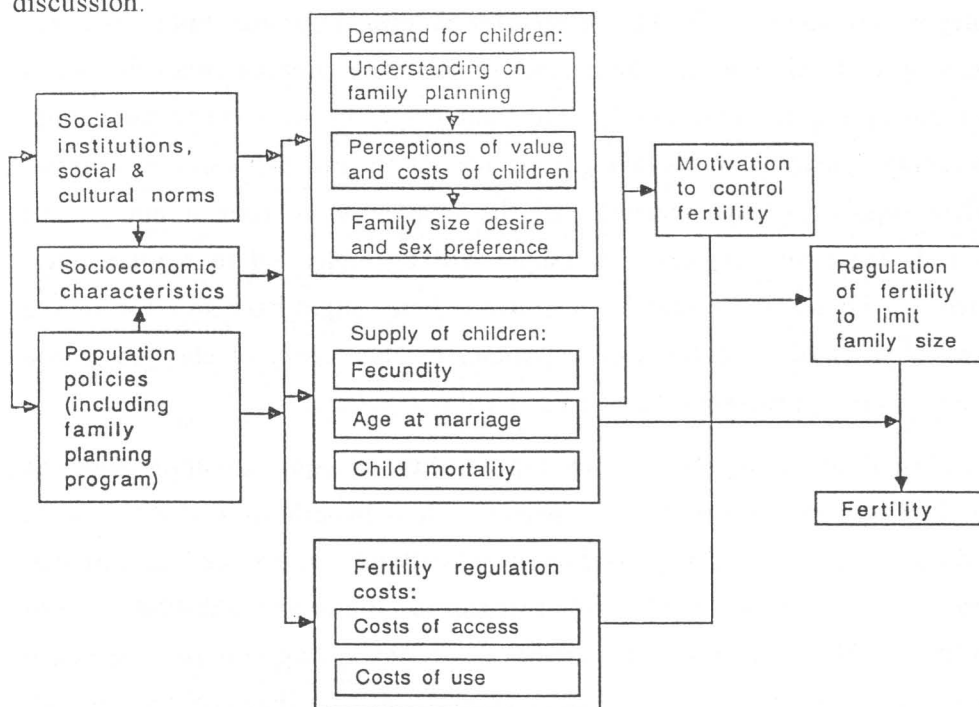 discussion.
Demand for children:
Understanding cn
family planning
Perceptions of value
and costs of children
Family size desire
and sex preference
Social
institutions,
social &
cultural norms
Socioeconomic
characteristics
Population
policies
(including
family
planning
program)
Supply of children:
Fecundity
Age at marriage
Child mortality
Fertility regulation
costs:
Costs of access
Costs of use
Motivation
to control
fertility
Regulation
of fertility
to limit
family size
Fertility